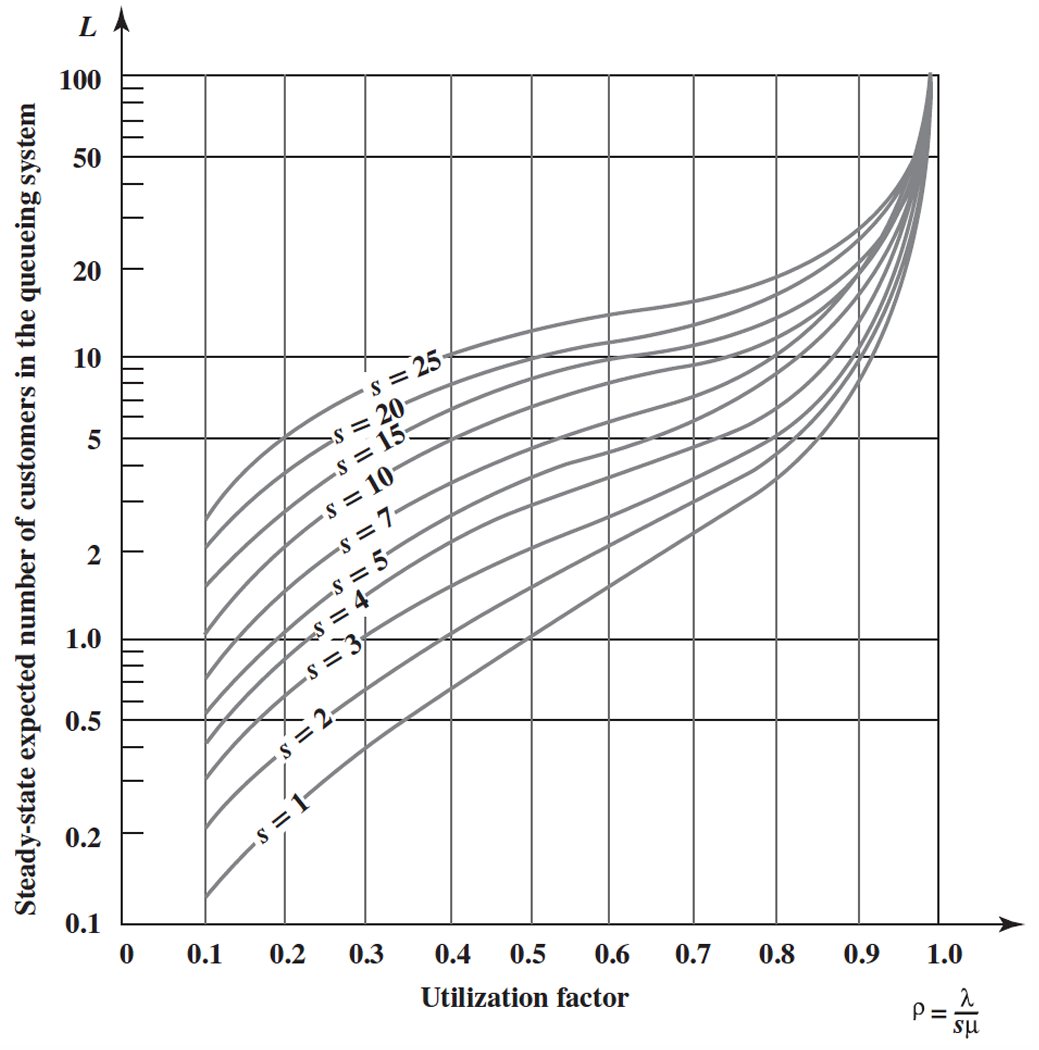 L
Steady-state expected number of customers in the queueing system
100
50
20
10
5
2
1.0
0.5
0.2
0.1
s = 25
s = 20
s = 15
s = 10
s = 7
s = 5
s = 4
s = 3
s = 2
s = 1
0 0.1 0.2 0.3 0.4 0.5 0.6 0.7 0.8 0.9 1.0
Utilization factor
ρ = λ / sμ